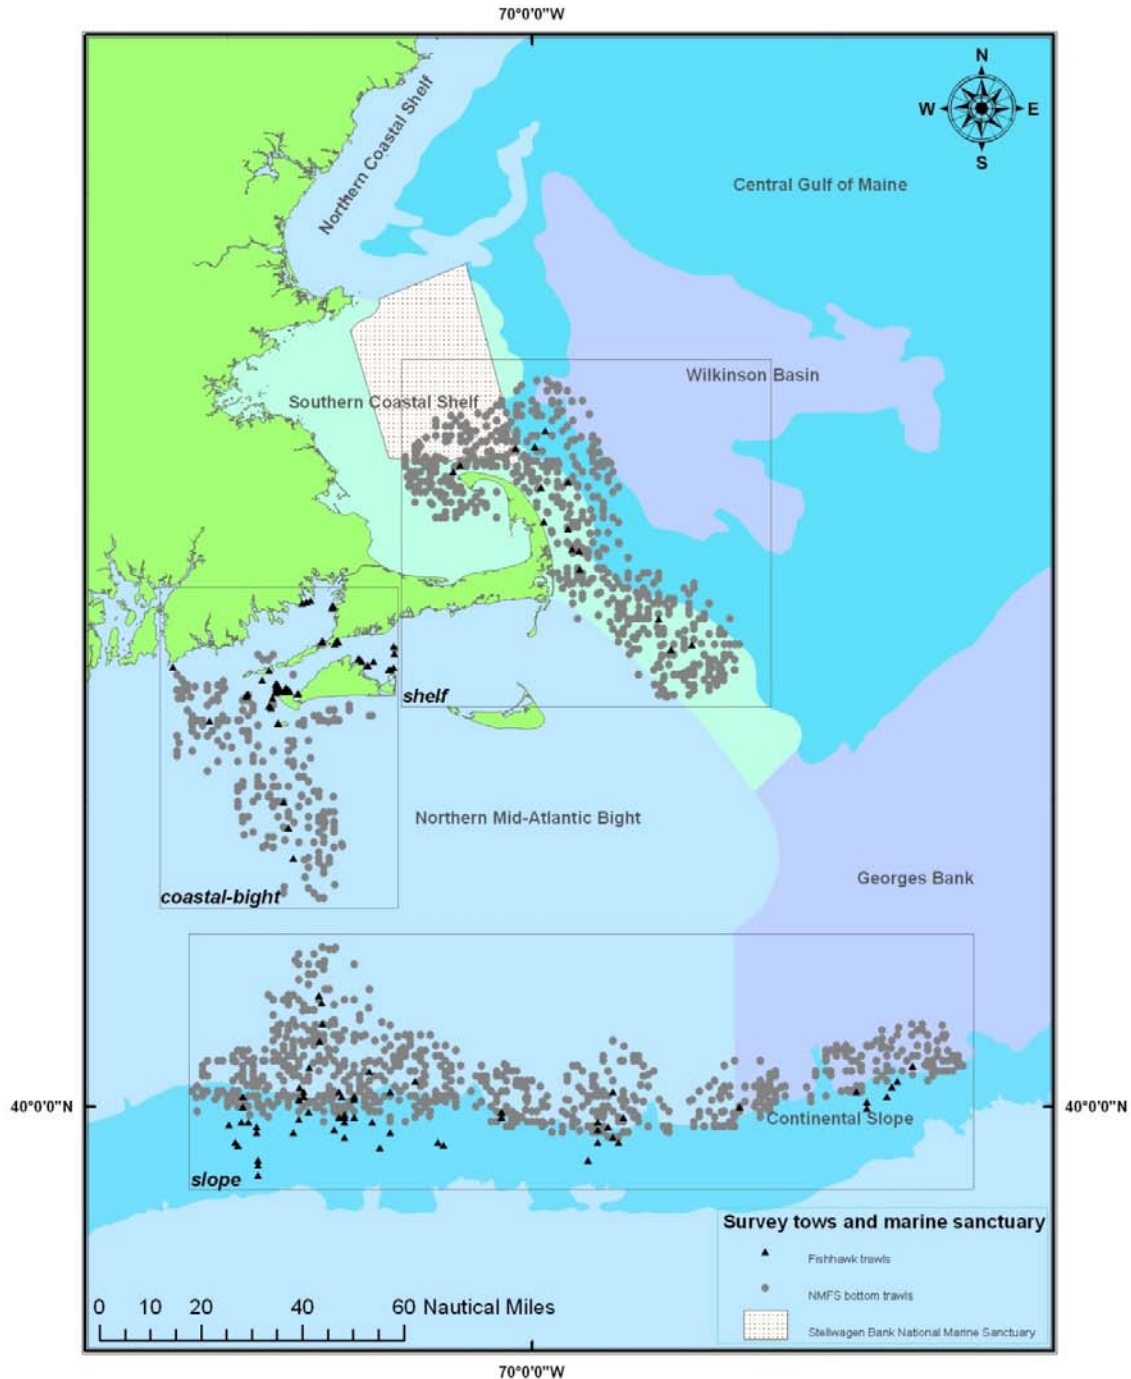 70°0'0"W
N
W E
S
Northern Coastal Shelf
Central Gulf of Maine
Wilkinson Basin
Southern Coastal Shelf
shelf
Northern Mid-Atlantic Bight
Georges Bank
coastal-bight
40°0'0"N
40°0'0"N
Continental Slope
slope
Survey tows and marine sanctuary
Fishhawk trawls
NMFS bottom trawls
Stellwagen Bank National Marine Sanctuary
0 10 20 40 60 Nautical Miles
70°0'0"W